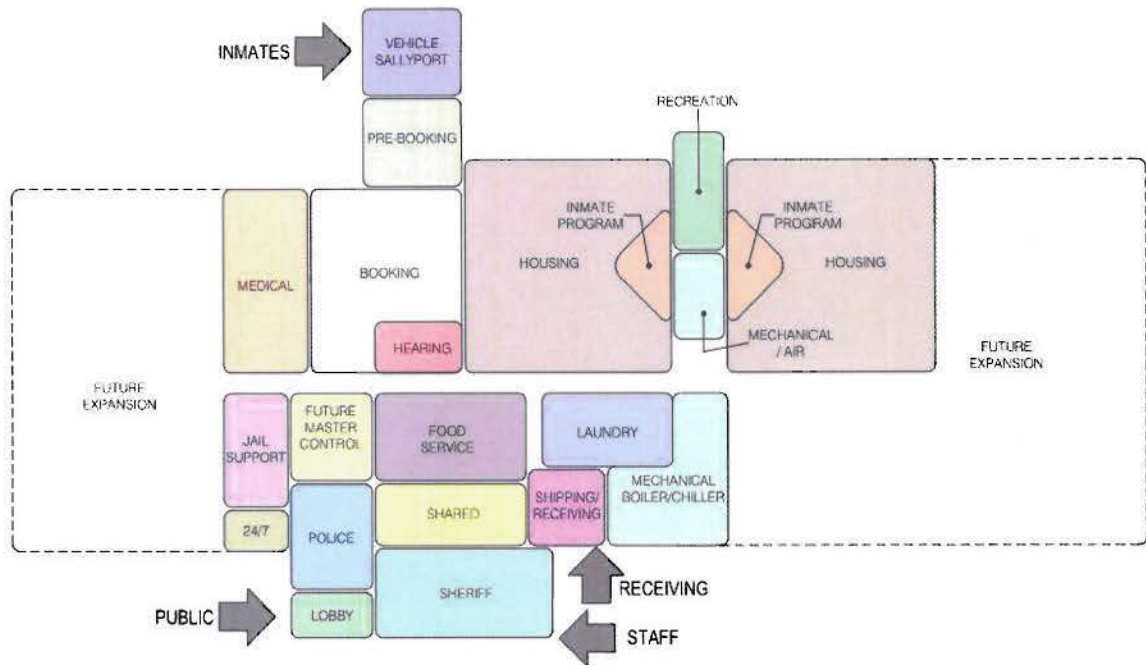 VEHICLE
SALLYPORT
INMATES
RECREATION
PRE-BOOKING
INMATE
PROGRAM
INMATE
PROGRAM
HOUSING
HOUSING
BOOKING
MEDICAL
HEARING
MECHANICAL
/ AIR
FUTURE
EXPANSION
FUTURE
EXPANSION
JAIL
SUPPORT
FUTURE
MASTER
CONTROL
FOOD
SERVICE
LAUNDRY
MECHANICAL
BOILER/CHILLER
SHIPPING/
RECEIVING
SHARED
24/7
POLICE
SHERIFF
RECEIVING
PUBLIC
LOBBY
STAFF